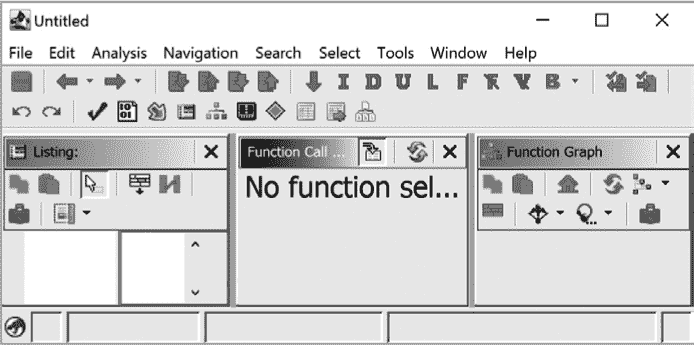 Untitled
File Edit Analysis Navigation Search Select Tools Window Help
I D U L F R V B
Listing:
Function Call ...
Function Graph
No function sel...